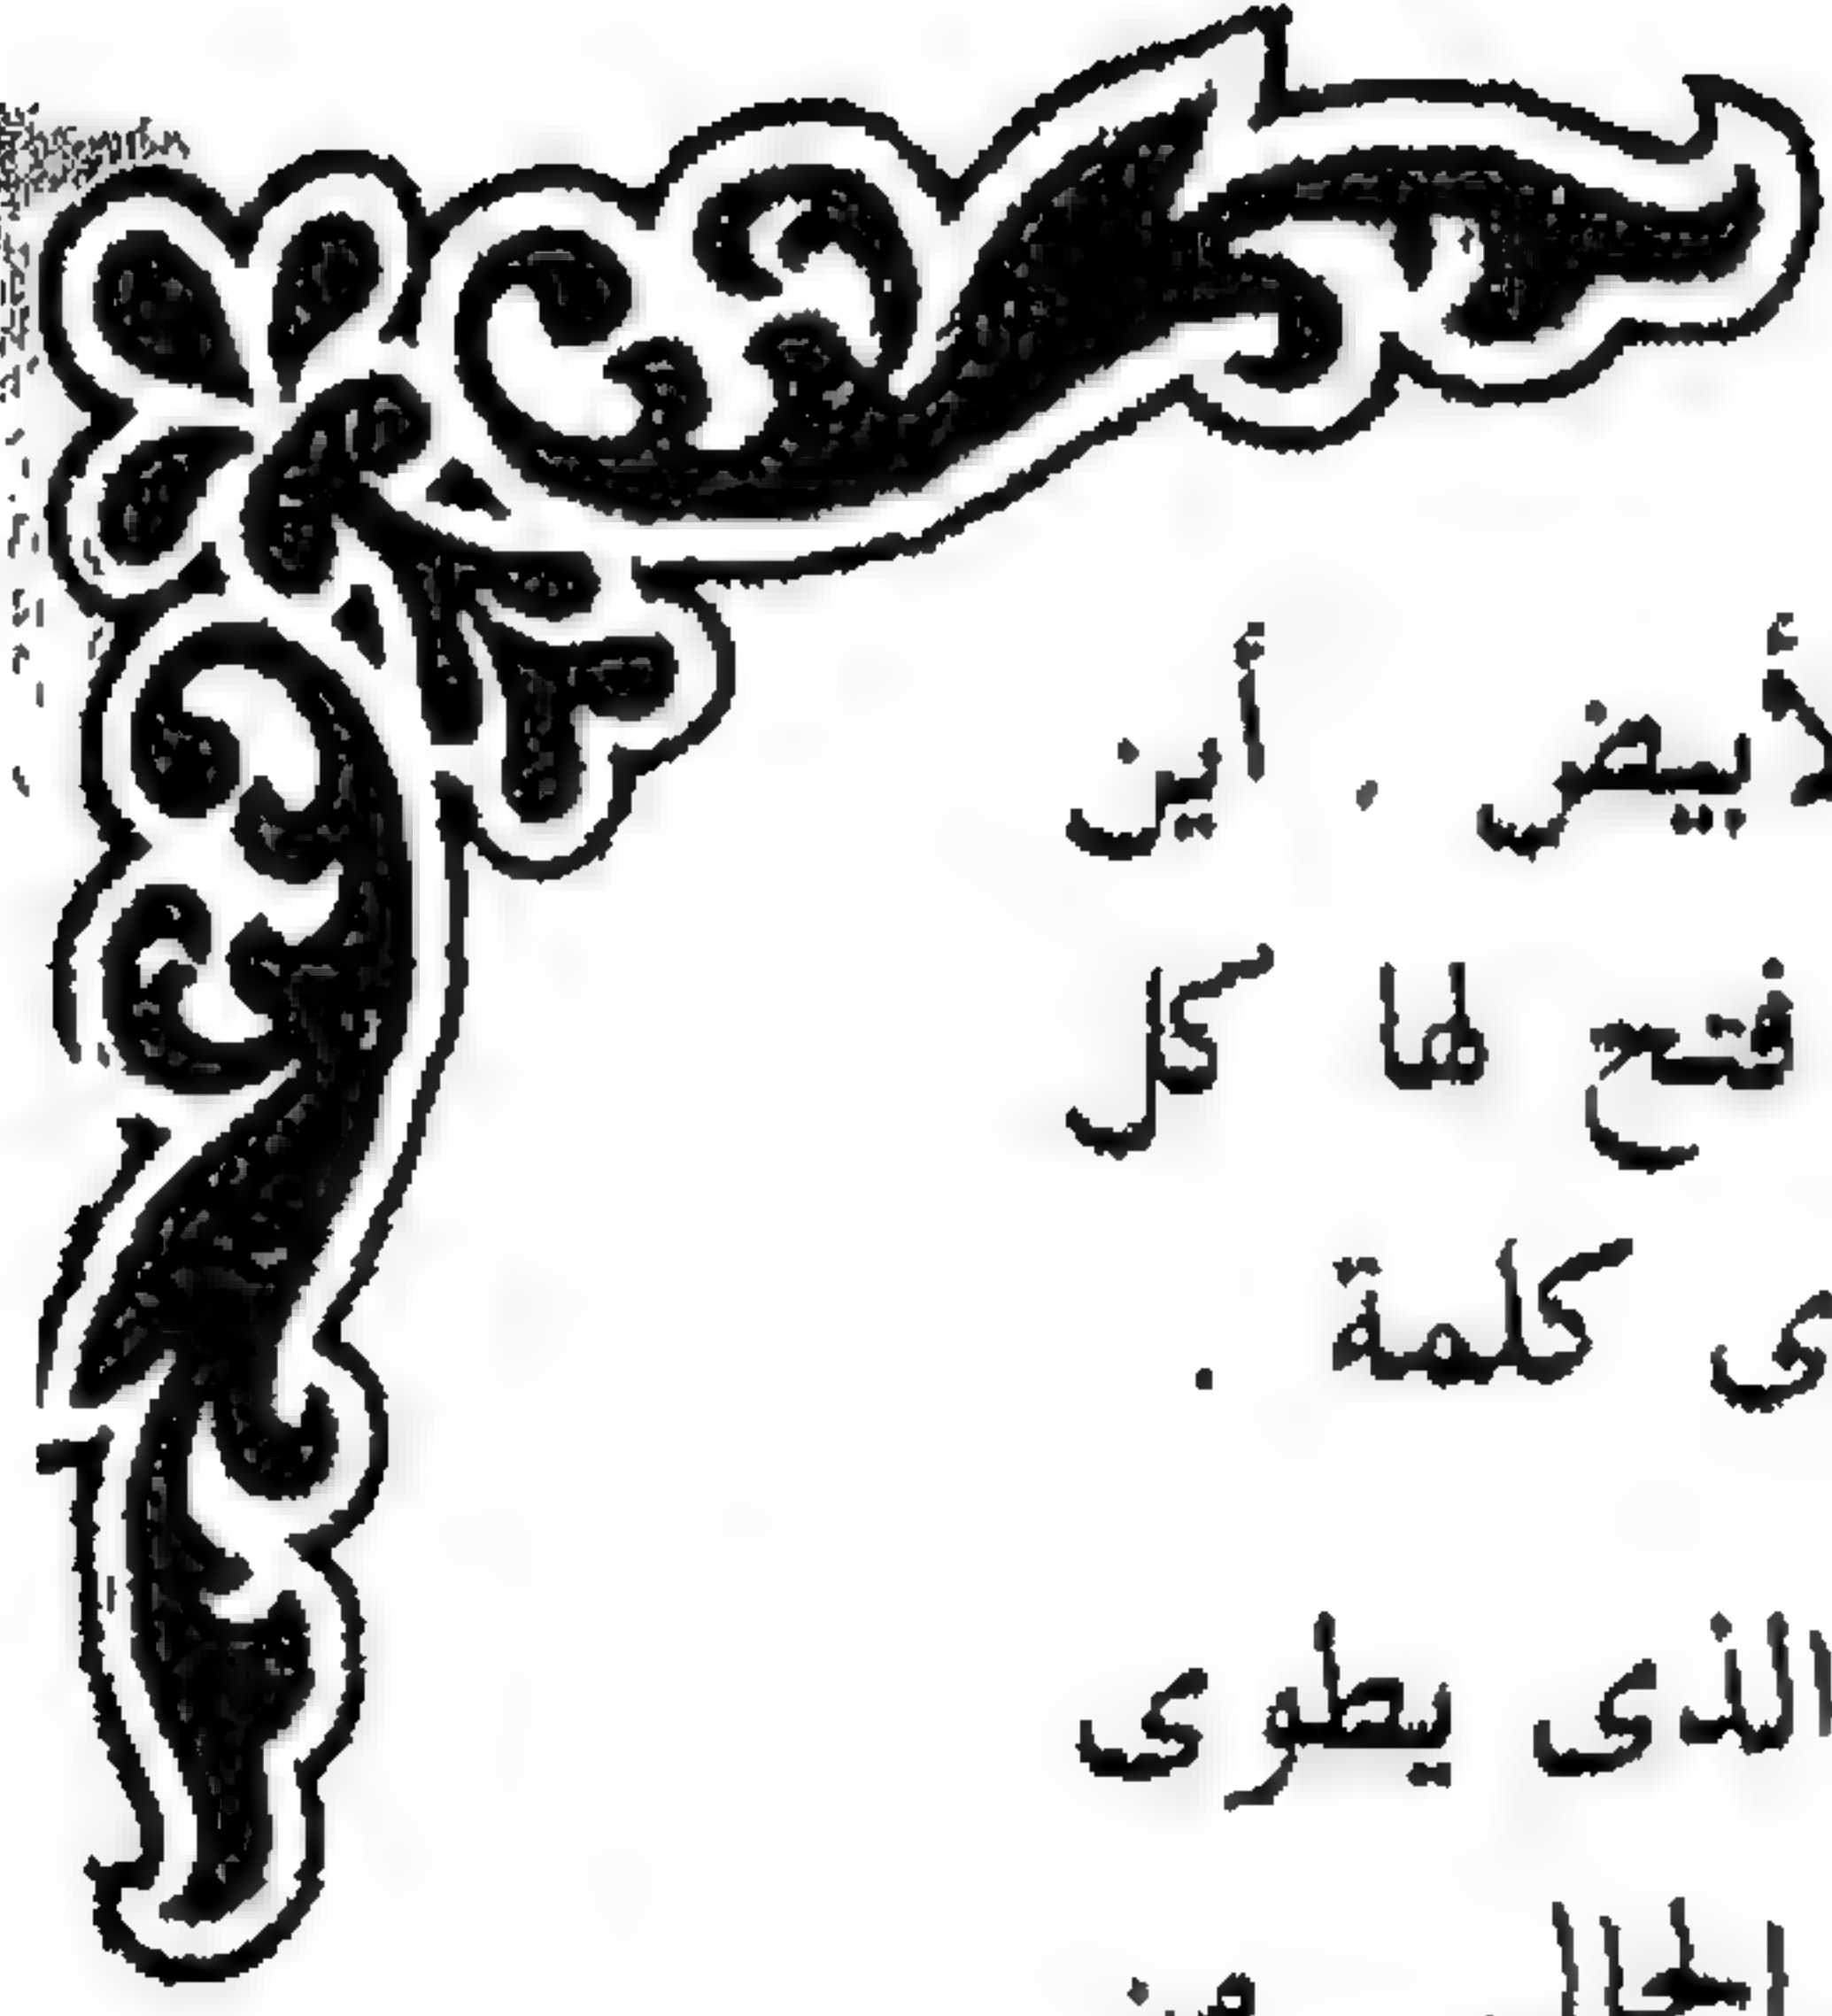 لأبيض . أين
فتح لها كل
ى كلمة .
الذى يطوى